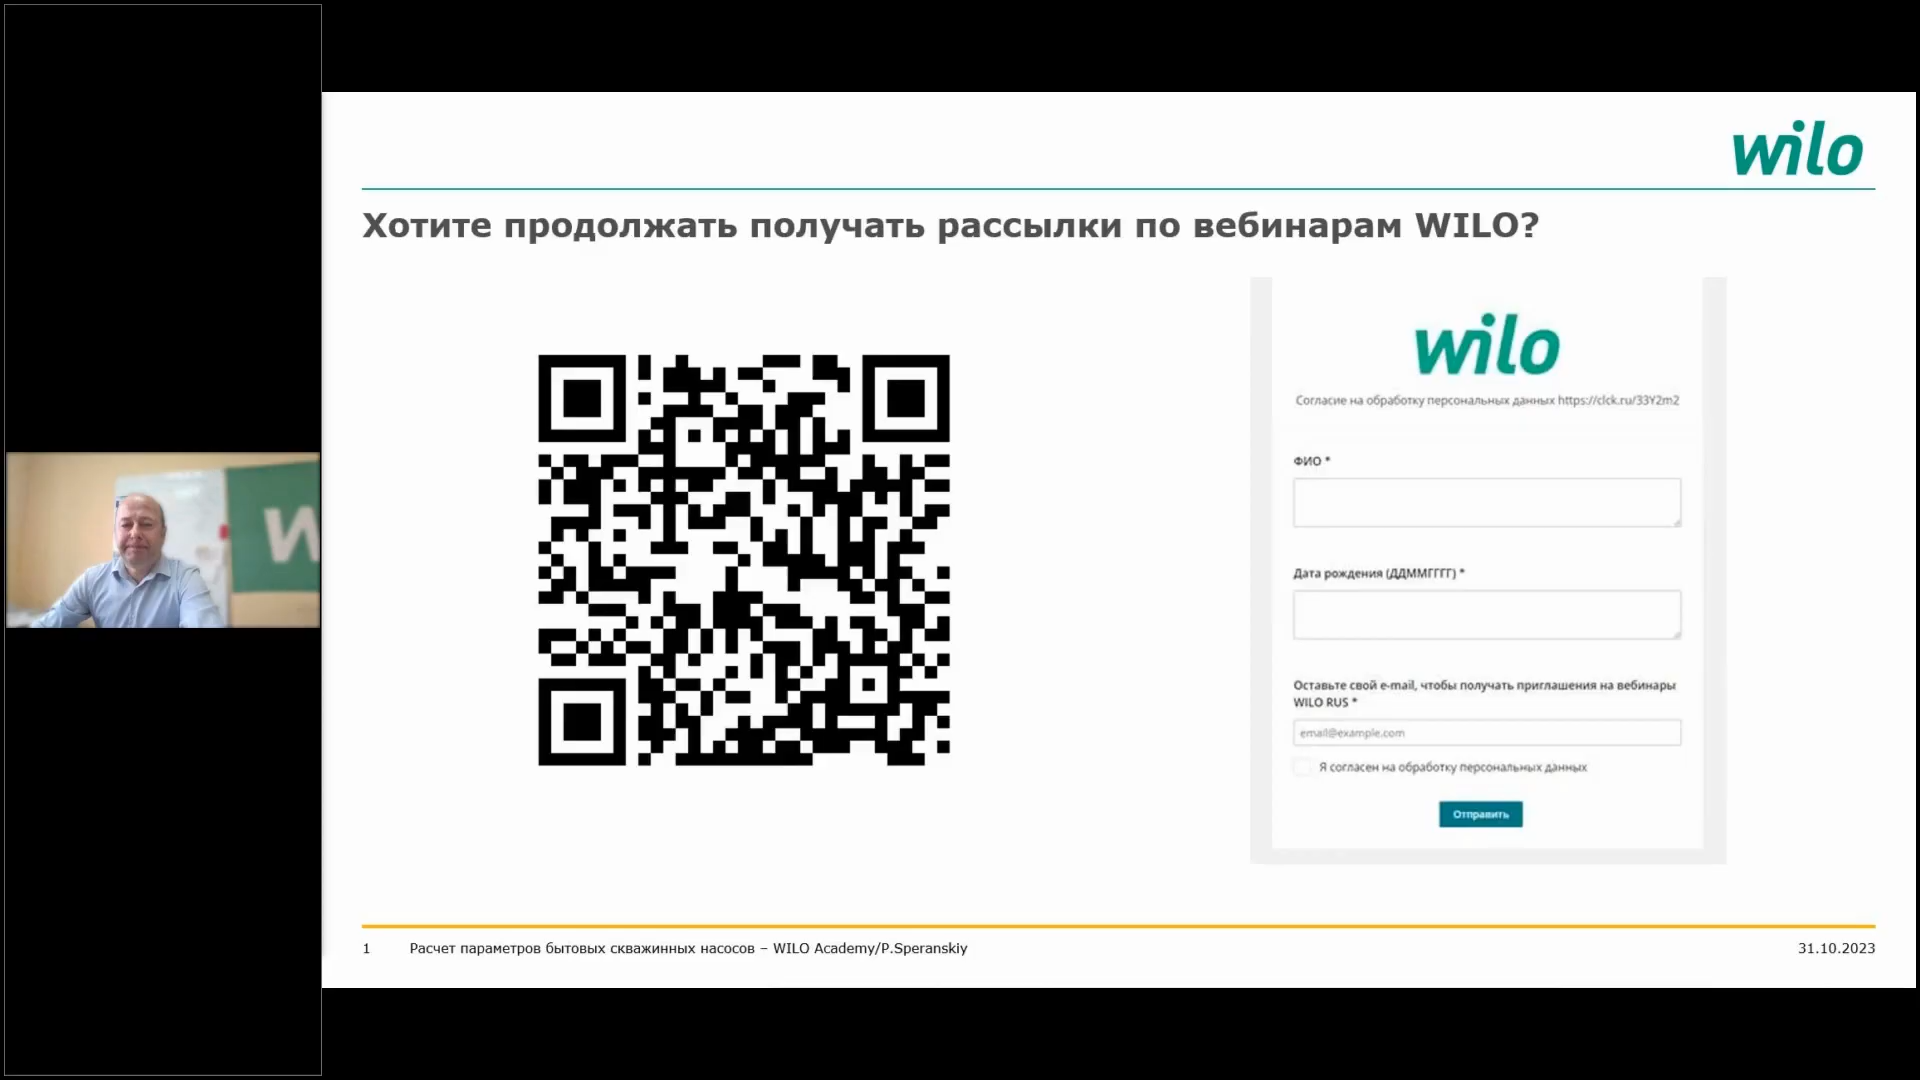 wilo
Хотите продолжать получать рассылки по вебинарам WILO?
wilo
Согласие на обработку персональных данных https://clck.ru/33Y2m2
ФИО *
Дата рождения (ДДММГГГГ) *
Оставьте свой e-mail, чтобы получать приглашения на вебинары
WILO RUS *
email@example.com
Я согласен на обработку персональных данных
Отправить
W
1 Расчет параметров бытовых скважинных насосов – WILO Academy/P.Speranskiy 31.10.2023